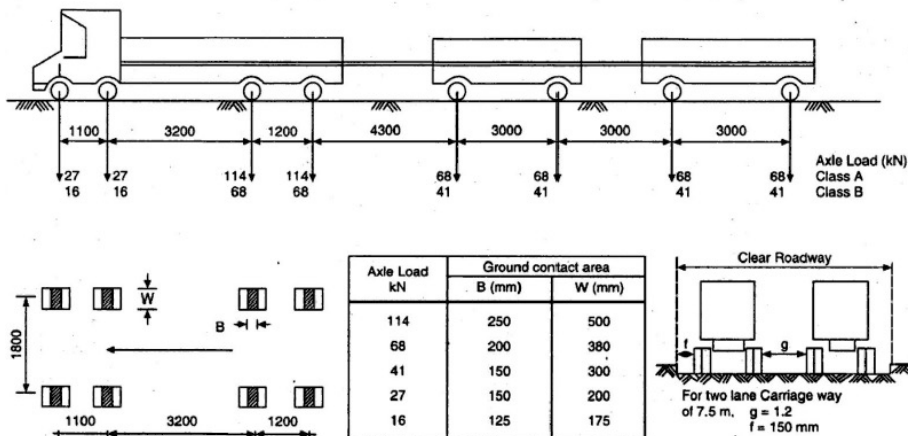 1100 3200 1200 4300 3000 3000 3000
Axle Load (kN)
27 27 114 114 68 68 68 68 Class A
16 16 68 68 41 41 41 41 Class B
Axle Load
kN
Ground contact area
B (mm) W (mm)
114 250 500
68 200 380
41 150 300
27 150 200
16 125 175
W
B
1800
1100 3200 1200
Clear Roadway
f
g
For two lane Carriage way
of 7.5 m, g = 1.2
f = 150 mm